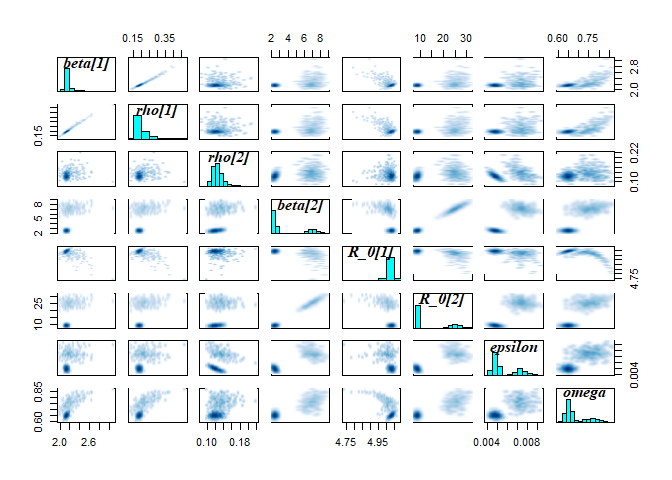 0.15 0.35 2 4 6 8 10 20 30 0.60 0.75
beta[1]
2.0 2.8
rho[1]
0.15
rho[2]
0.10 0.22
beta[2]
2 8
R_0[1]
4.75
R_0[2]
10 25
epsilon
0.004
omega
0.60 0.85
2.0 2.6 0.10 0.18 4.75 4.95 0.004 0.008